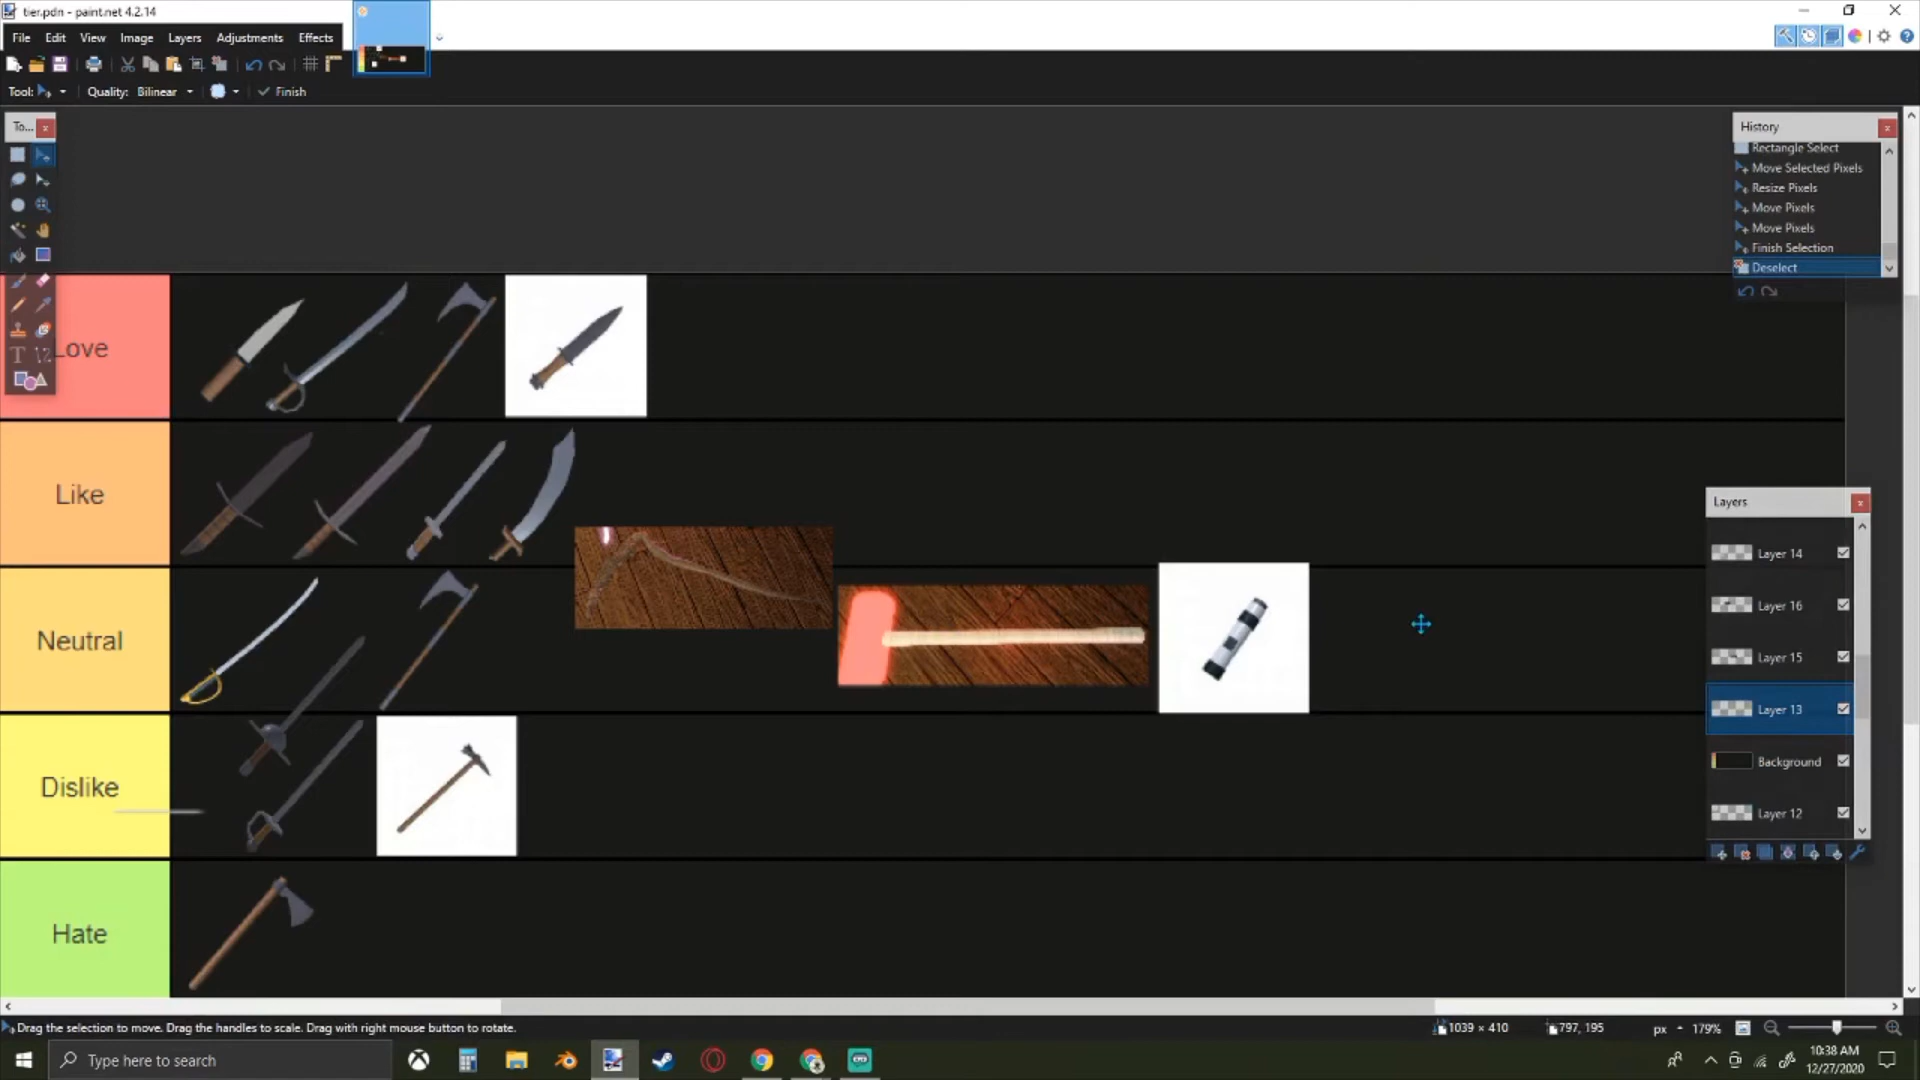 tier.pdn - paint.net 4.2.14
File Edit View Image Layers Adjustments Effects
Tool: Quality: Bilinear Finish
To...
History
Rectangle Select
Move Selected Pixels
Resize Pixels
Move Pixels
Move Pixels
Finish Selection
Deselect
Love
Like
Neutral
Dislike
Hate
Layers
Layer 14
Layer 16
Layer 15
Layer 13
Background
Layer 12
Drag the selection to move. Drag the handles to scale. Drag with right mouse button to rotate.
1039 × 410
797, 195
px
179%
Type here to search
10:38 AM
12/27/2020